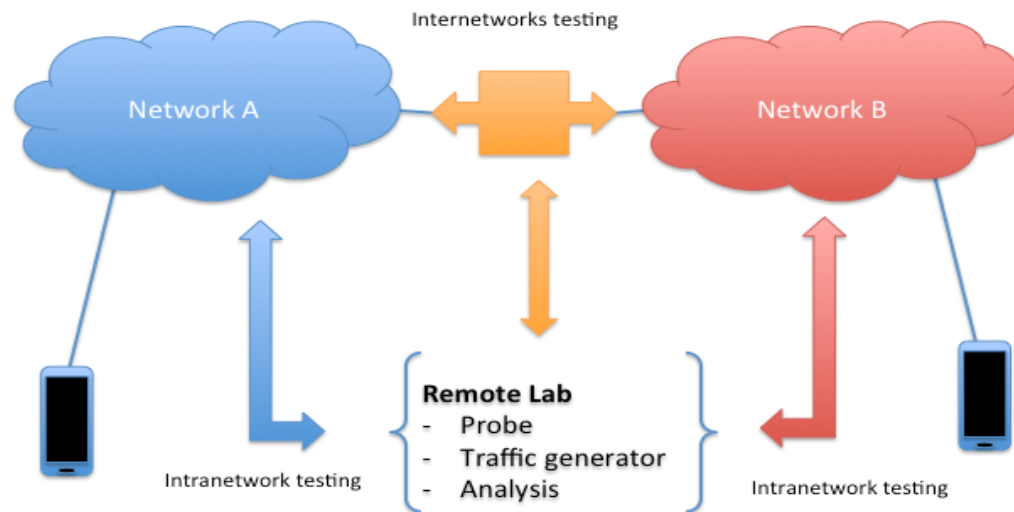 Internetworks testing
Network A
Network B
Remote Lab
- Probe
- Traffic generator
- Analysis
Intranetwork testing
Intranetwork testing